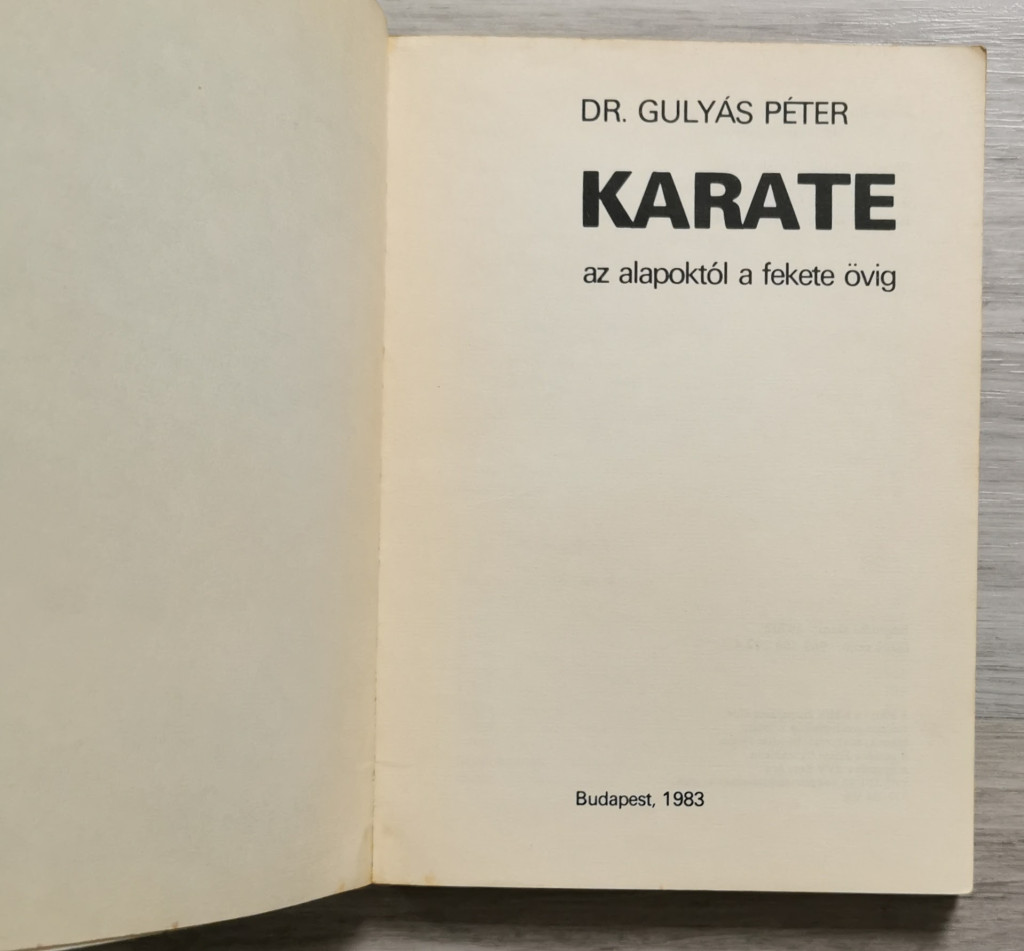 DR. GULYÁS PÉTER
KARATE
az alapoktól a fekete övig
Budapest, 1983